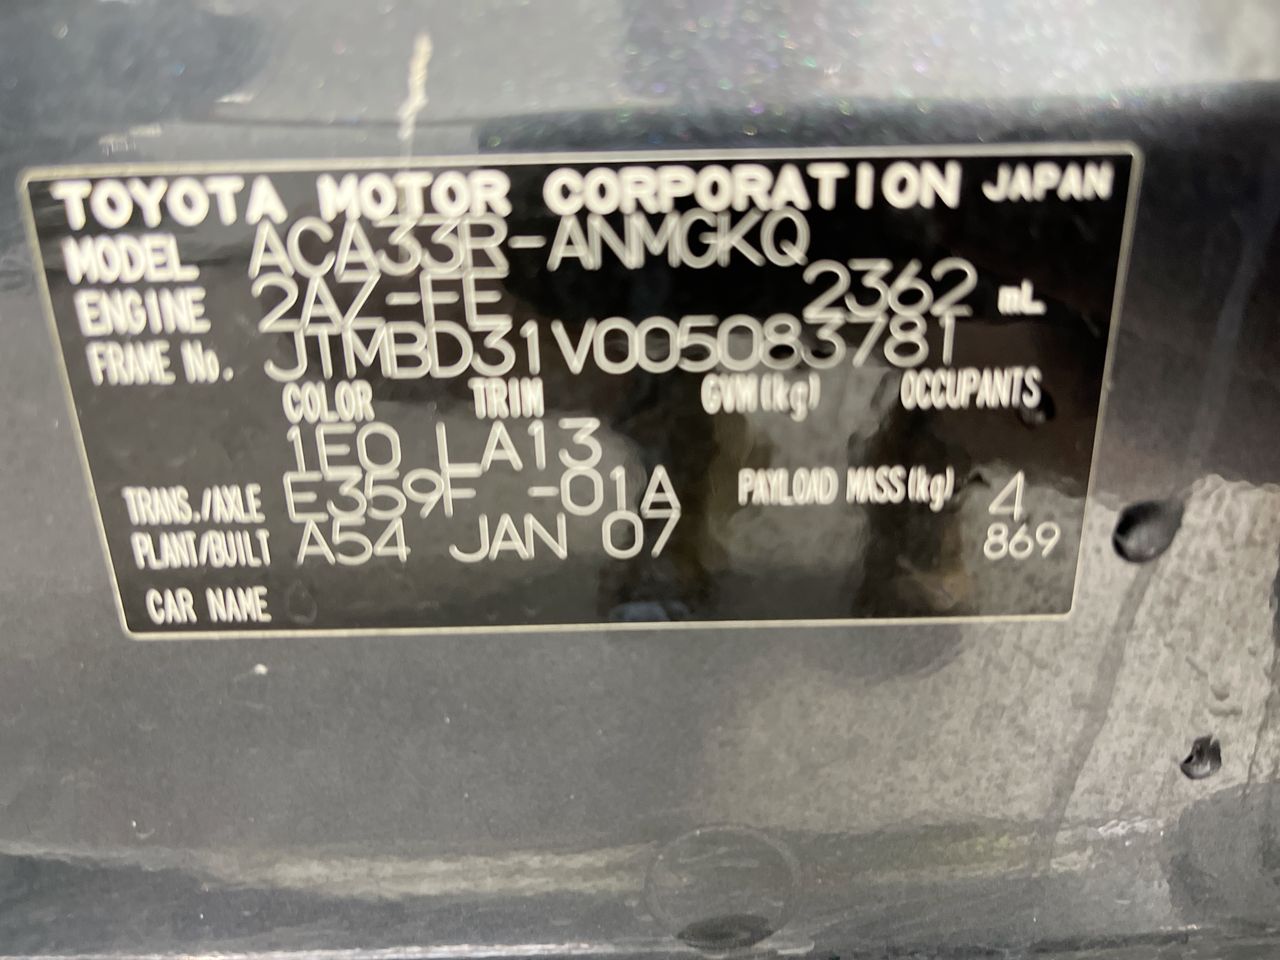 TOYOTA MOTOR CORPORATION JAPAN
MODEL ACA33R-ANMGKQ
ENGINE 2AZ-FE 2362 mL
FRAME No. JTMBD31V005083781
COLOR TRIM GVM(kg) OCCUPANTS
1E0 LA13
TRANS./AXLE E359F -01A PAYLOAD MASS(kg) 4
PLANT/BUILT A54 JAN 07 869
CAR NAME